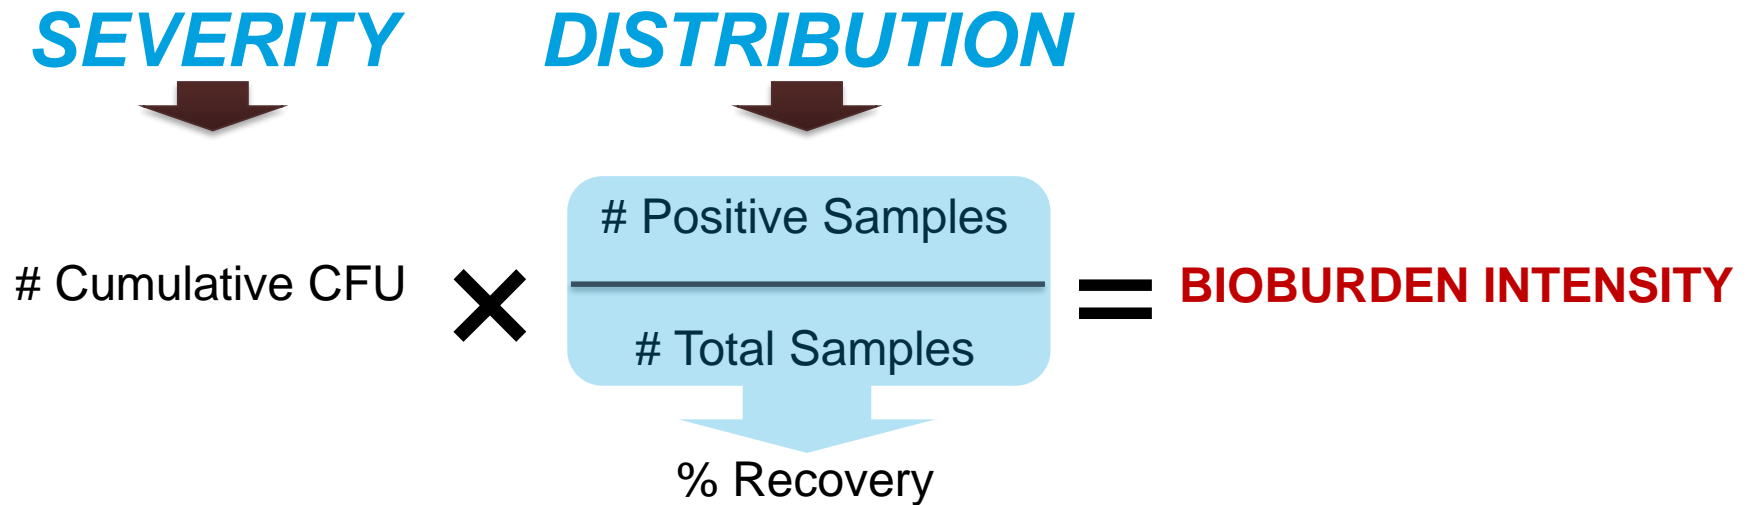 SEVERITY
DISTRIBUTION
# Positive Samples
# Cumulative CFU
×
# Total Samples
=
BIOBURDEN INTENSITY
% Recovery